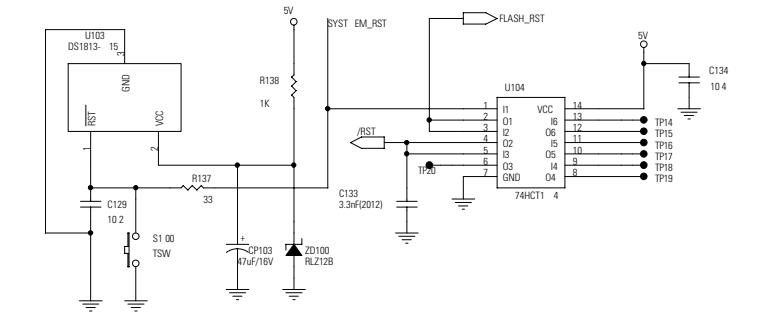 5V
SYST EM_RST
FLASH_RST
U103
DS1813- 15
3
GND
RST
VCC
1
2
R138
1K
5V
C134
10 4
U104
1 I1 VCC 14
2 O1 I6 13 TP14
3 I2 O6 12 TP15
/RST
4 O2 I5 11 TP16
5 I3 O5 10 TP17
TP20
6 O3 I4 9 TP18
7 GND O4 8 TP19
74HCT1 4
R137
33
C129
10 2
C133
3.3nF(2012)
S1 00
TSW
+
CP103
47uF/16V
ZD100
RLZ12B